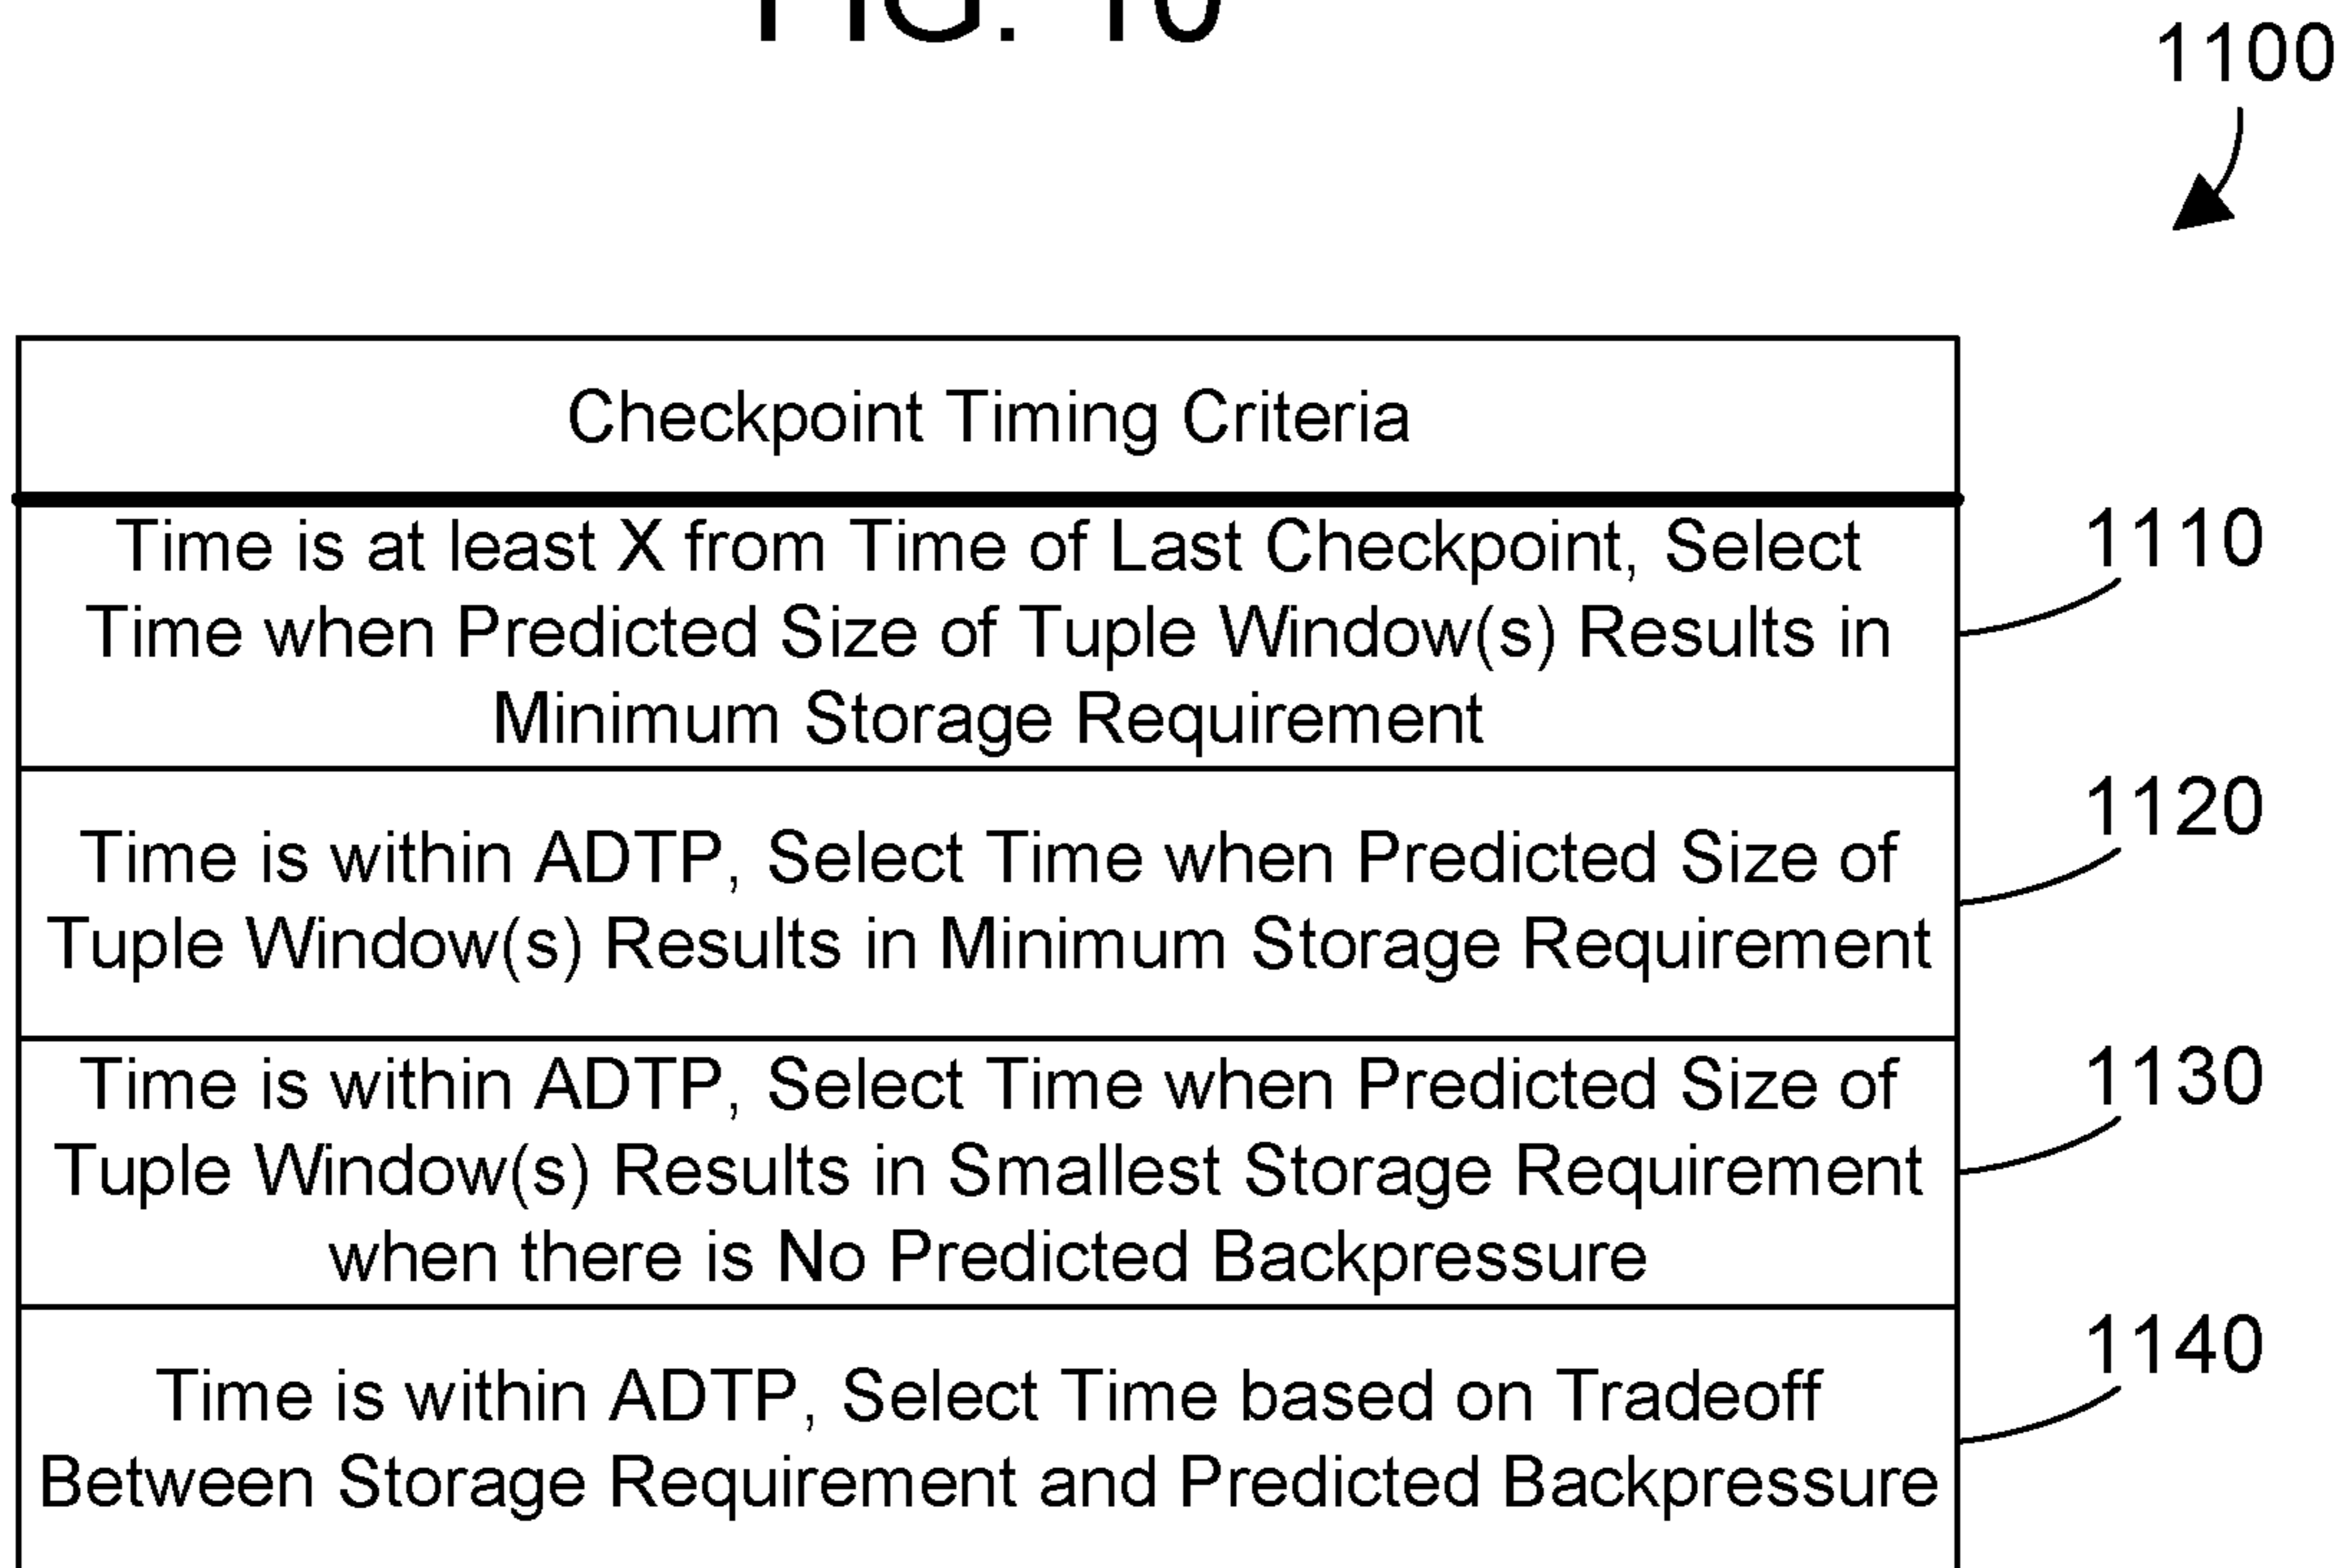 FIG. 10
1100
Checkpoint Timing Criteria
Time is at least X from Time of Last Checkpoint, Select
Time when Predicted Size of Tuple Window(s) Results in
Minimum Storage Requirement
1110
Time is within ADTP, Select Time when Predicted Size of
Tuple Window(s) Results in Minimum Storage Requirement
1120
Time is within ADTP, Select Time when Predicted Size of
Tuple Window(s) Results in Smallest Storage Requirement
when there is No Predicted Backpressure
1130
Time is within ADTP, Select Time based on Tradeoff
Between Storage Requirement and Predicted Backpressure
1140